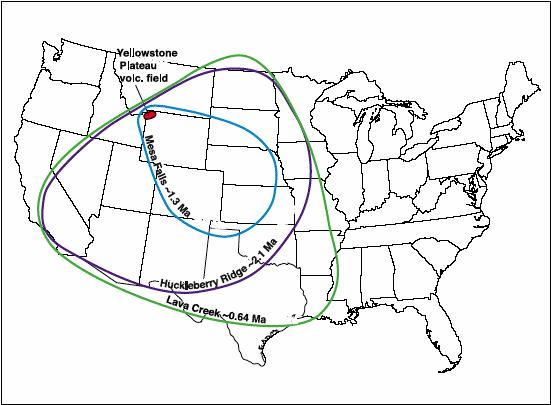 Yellowstone
Plateau
volc. field
Mesa Falls ~1.3 Ma
Huckleberry Ridge ~2.1 Ma
Lava Creek ~0.64 Ma